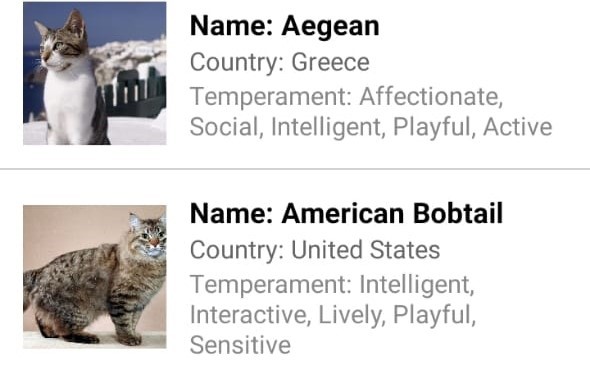 Name: Aegean
Country: Greece
Temperament: Affectionate,
Social, Intelligent, Playful, Active
Name: American Bobtail
Country: United States
Temperament: Intelligent,
Interactive, Lively, Playful,
Sensitive